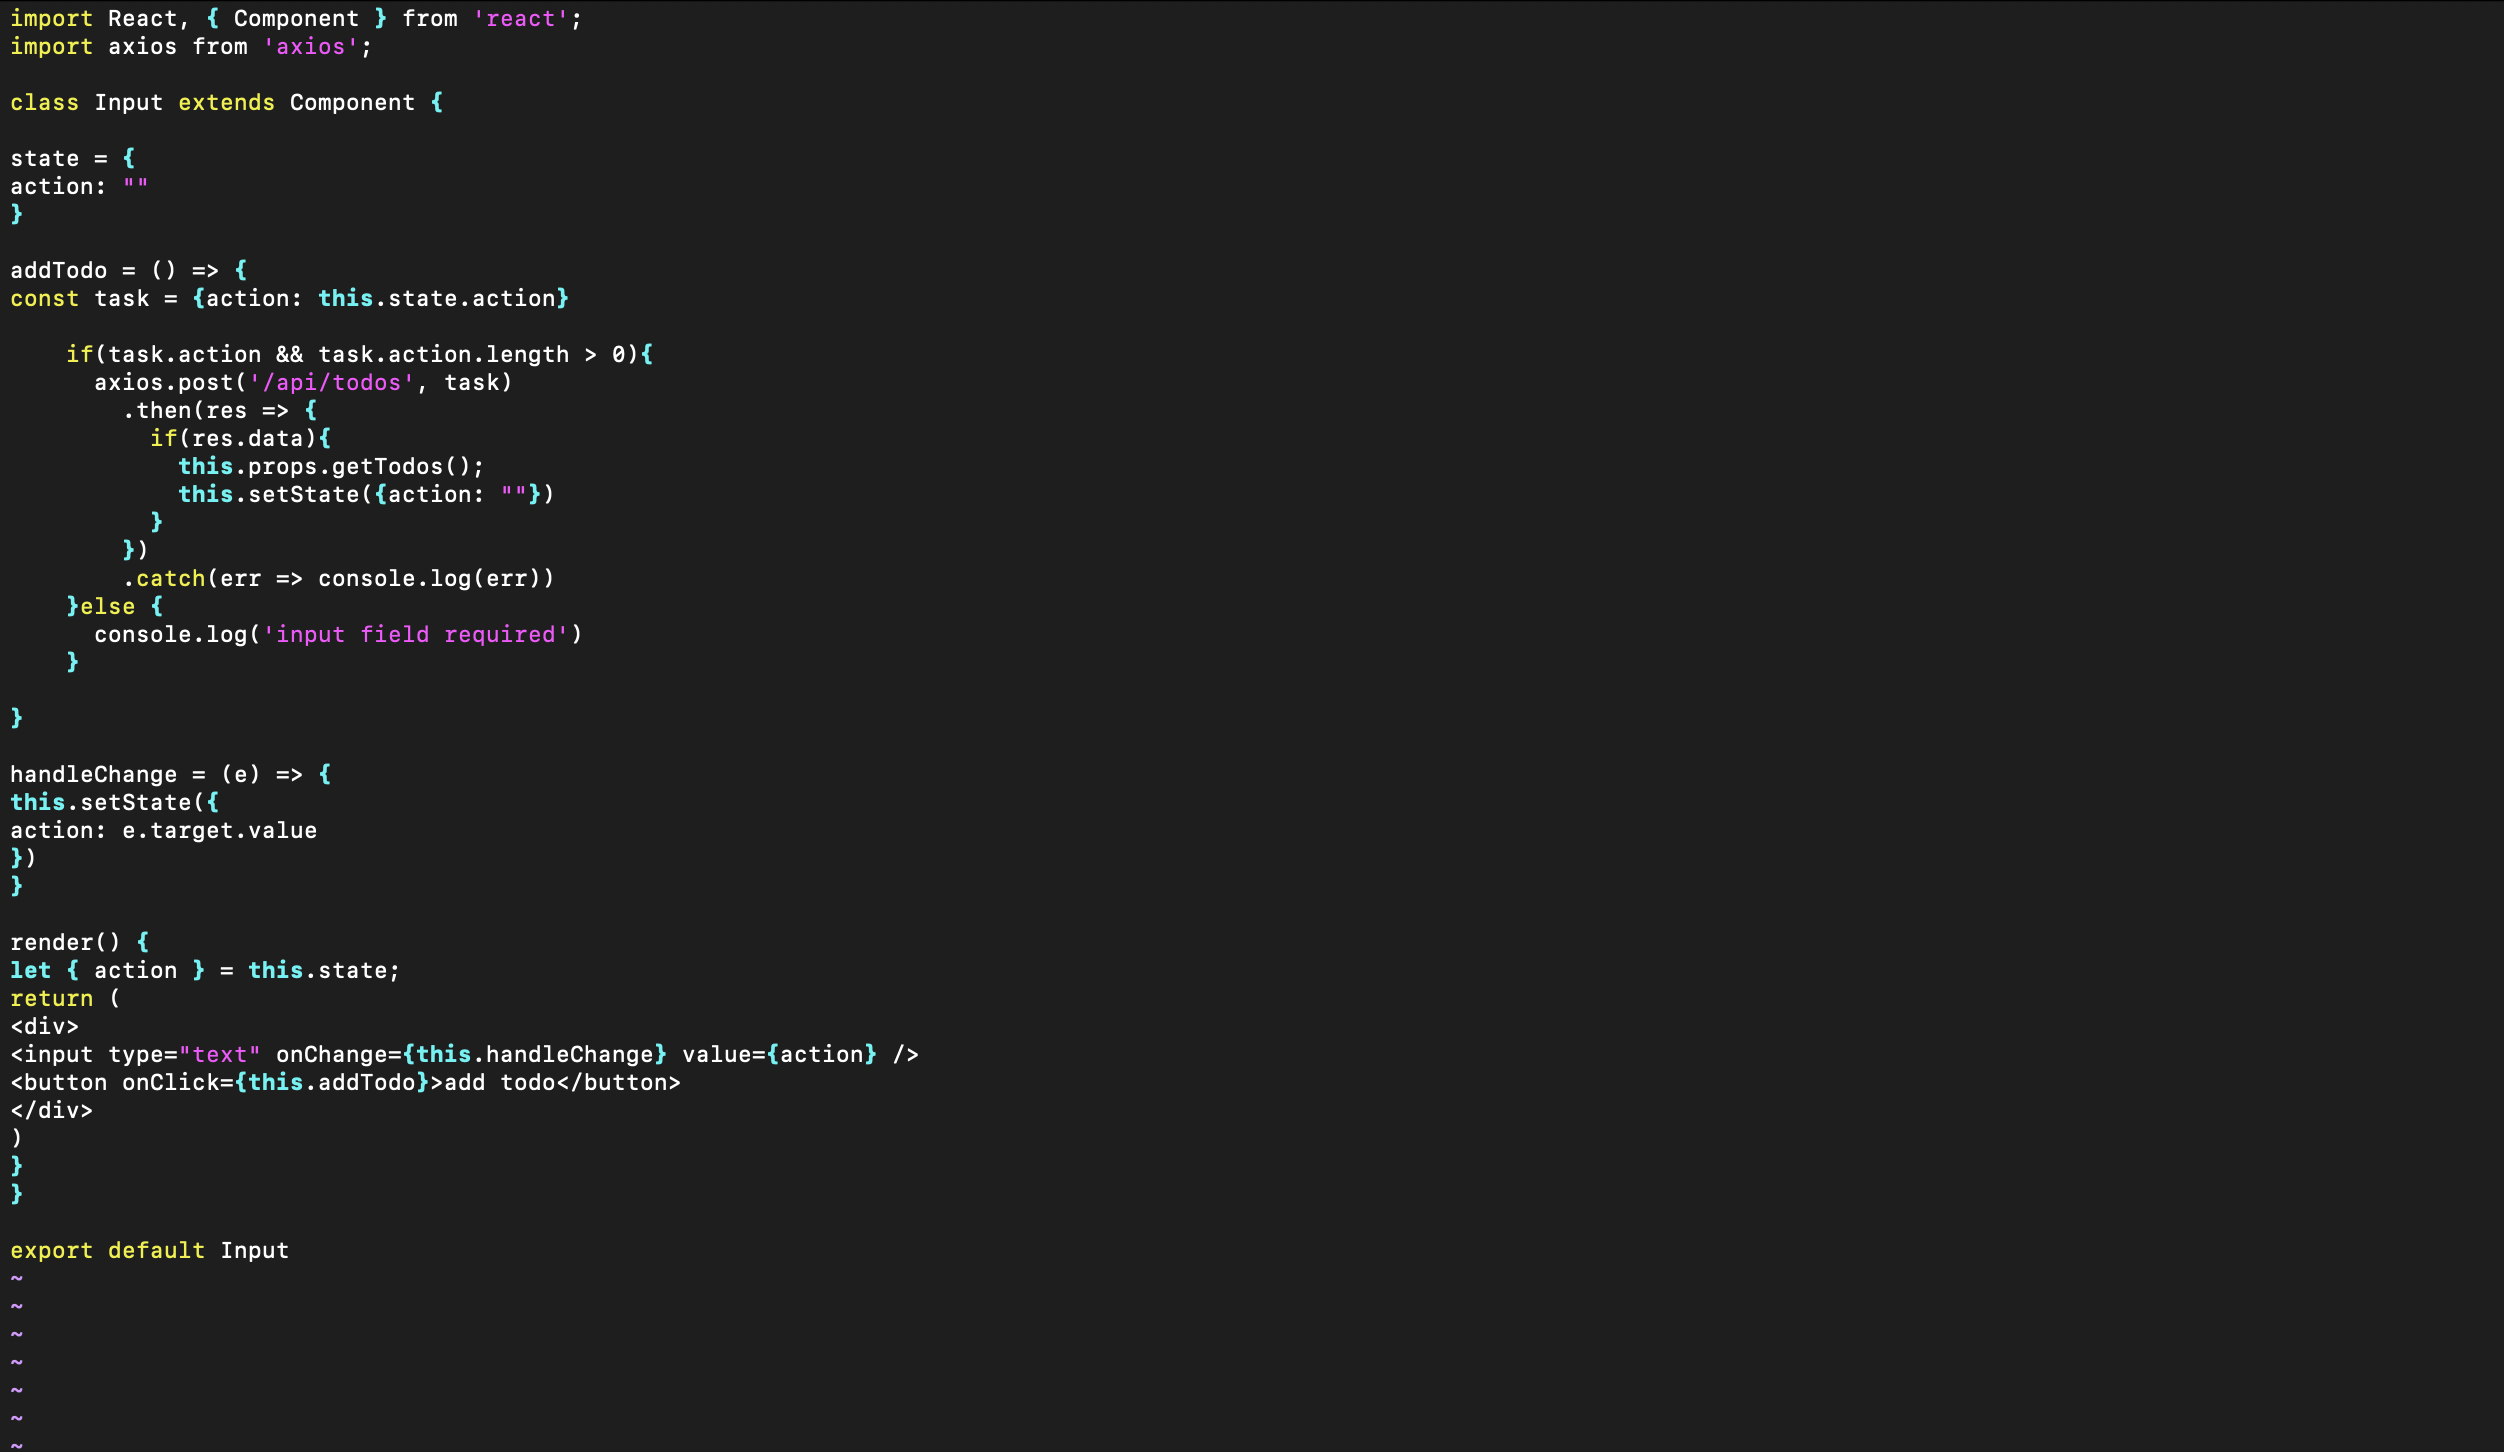 import React, { Component } from 'react';
import axios from 'axios';

class Input extends Component {

state = {
action: ""
}

addTodo = () => {
const task = {action: this.state.action}

    if(task.action && task.action.length > 0){
      axios.post('/api/todos', task)
        .then(res => {
          if(res.data){
            this.props.getTodos();
            this.setState({action: ""})
          }
        })
        .catch(err => console.log(err))
    }else {
      console.log('input field required')
    }

}

handleChange = (e) => {
this.setState({
action: e.target.value
})
}

render() {
let { action } = this.state;
return (
<div>
<input type="text" onChange={this.handleChange} value={action} />
<button onClick={this.addTodo}>add todo</button>
</div>
)
}
}

export default Input
~
~
~
~
~
~
~